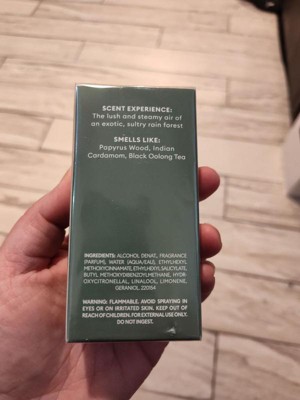 SCENT EXPERIENCE:
The lush and steamy air of
an exotic, sultry rain forest
SMELLS LIKE:
Papyrus Wood, Indian
Cardamom, Black Oolong Tea
INGREDIENTS: ALCOHOL DENAT., FRAGRANCE
(PARFUM), WATER (AQUA/EAU), ETHYLHEXYL
METHOXYCINNAMATE, ETHYLHEXYL SALICYLATE,
BUTYL METHOXYDIBENZOYLMETHANE, HYDR-
OXYCITRONELLAL, LINALOOL, LIMONENE,
GERANIOL 221054
WARNING: FLAMMABLE. AVOID SPRAYING IN
EYES OR ON IRRITATED SKIN. KEEP OUT OF
REACH OF CHILDREN. FOR EXTERNAL USE ONLY.
DO NOT INGEST.